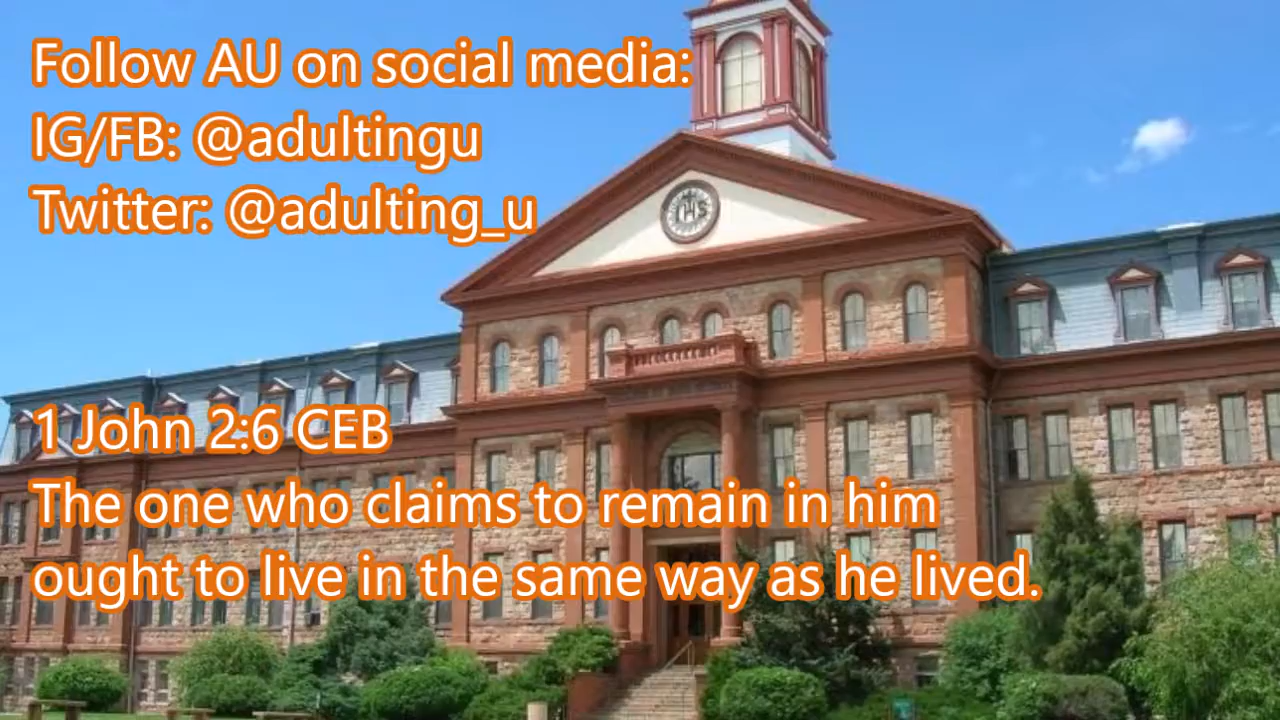 Follow AU on social media:
IG/FB: @adultingu
Twitter: @adulting_u
IHS
1 John 2:6 CEB
The one who claims to remain in him
ought to live in the same way as he lived.